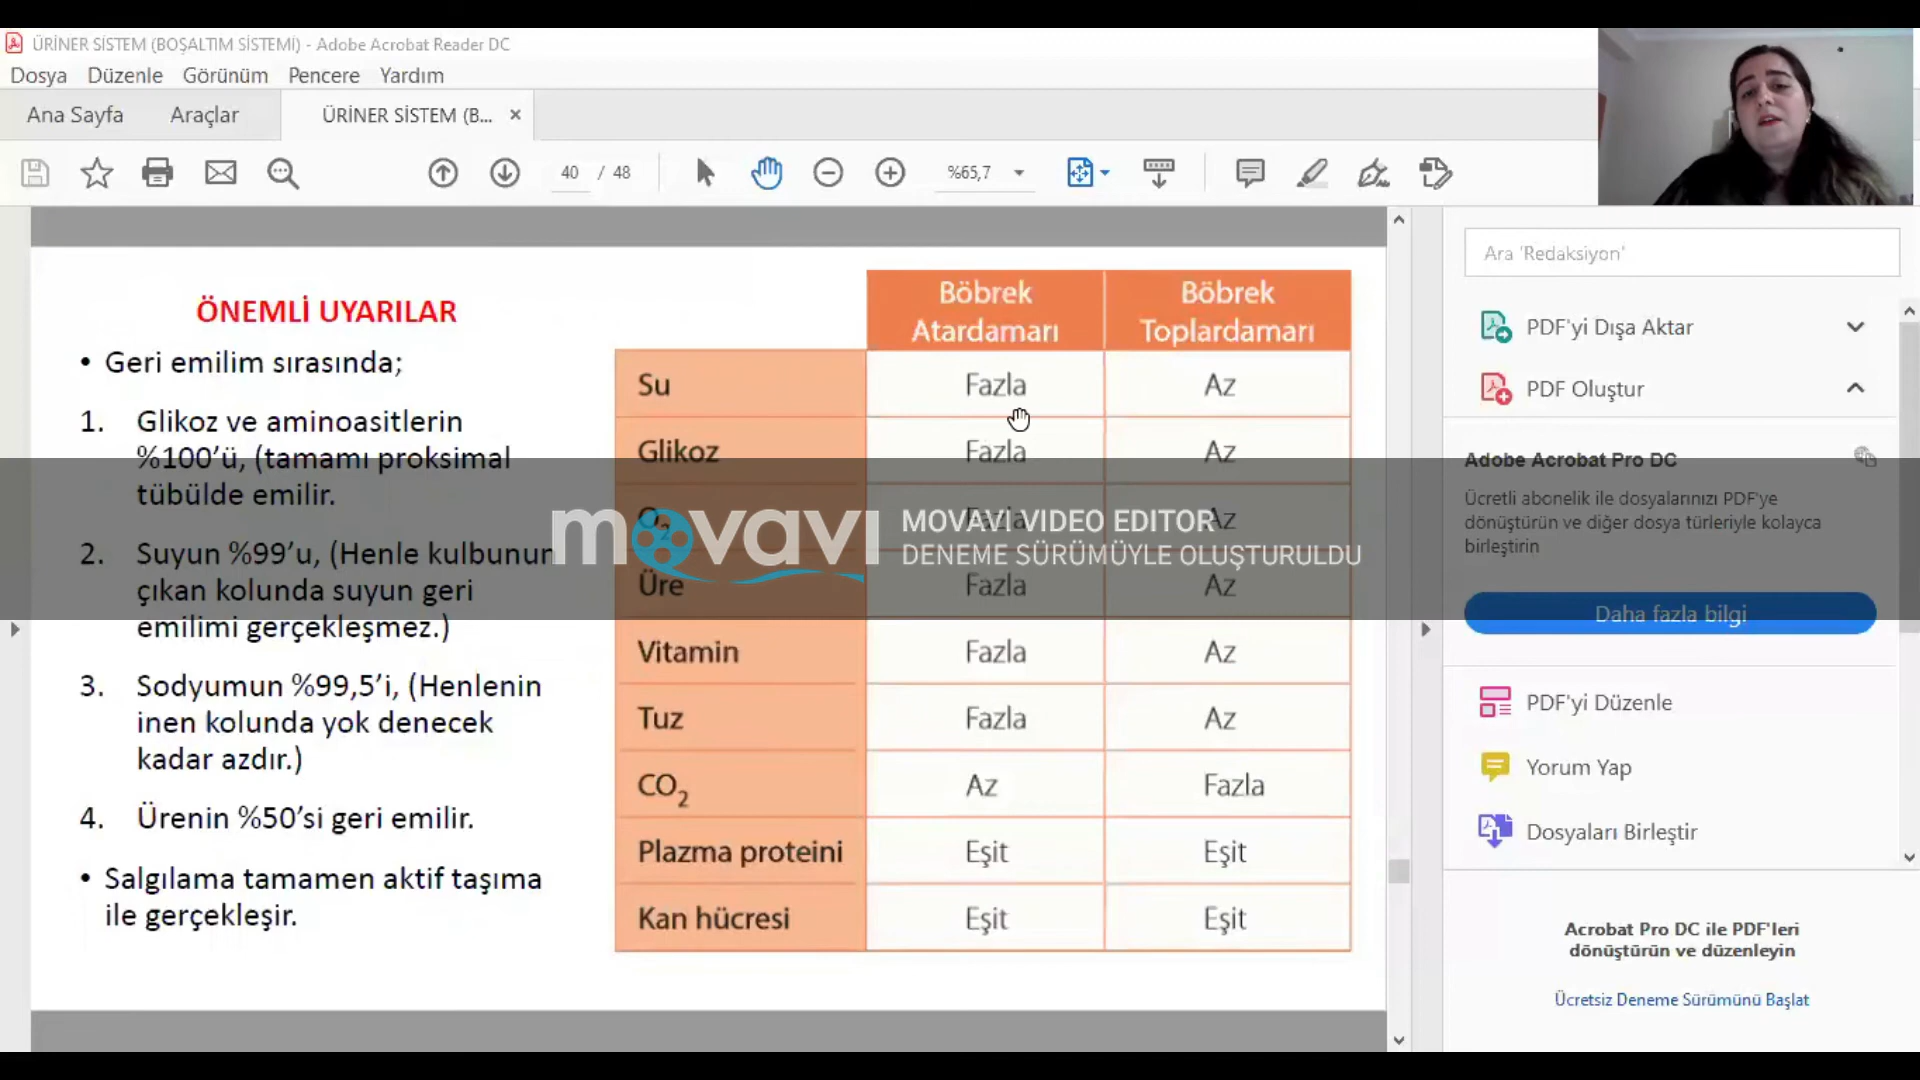 ÜRİNER SİSTEM (BOŞALTIM SİSTEMİ) - Adobe Acrobat Reader DC
Dosya Düzenle Görünüm Pencere Yardım
Ana Sayfa Araçlar ÜRİNER SİSTEM (B... ×
40 / 48 %65,7
Ara 'Redaksiyon'
PDF'yi Dışa Aktar
PDF Oluştur
Adobe Acrobat Pro DC
Ücretli abonelik ile dosyalarınızı PDF'ye
dönüştürün ve diğer dosya türleriyle kolayca
birleştirin
Daha fazla bilgi
PDF'yi Düzenle
Yorum Yap
Dosyaları Birleştir
Acrobat Pro DC ile PDF'leri
dönüştürün ve düzenleyin
Ücretsiz Deneme Sürümünü Başlat
ÖNEMLİ UYARILAR
• Geri emilim sırasında;
1. Glikoz ve aminoasitlerin
%100'ü, (tamamı proksimal
tübülde emilir.
2. Suyun %99'u, (Henle kulbunun
çıkan kolunda suyun geri
emilimi gerçekleşmez.)
3. Sodyumun %99,5'i, (Henlenin
inen kolunda yok denecek
kadar azdır.)
4. Ürenin %50'si geri emilir.
• Salgılama tamamen aktif taşıma
ile gerçekleşir.
Böbrek Atardamarı Böbrek Toplardamarı
Su Fazla Az
Glikoz Fazla Az
O2 Fazla Az
Üre Fazla Az
Vitamin Fazla Az
Tuz Fazla Az
CO2 Az Fazla
Plazma proteini Eşit Eşit
Kan hücresi Eşit Eşit
movavi
MOVAVI VIDEO EDITOR
DENEME SÜRÜMÜYLE OLUŞTURULDU